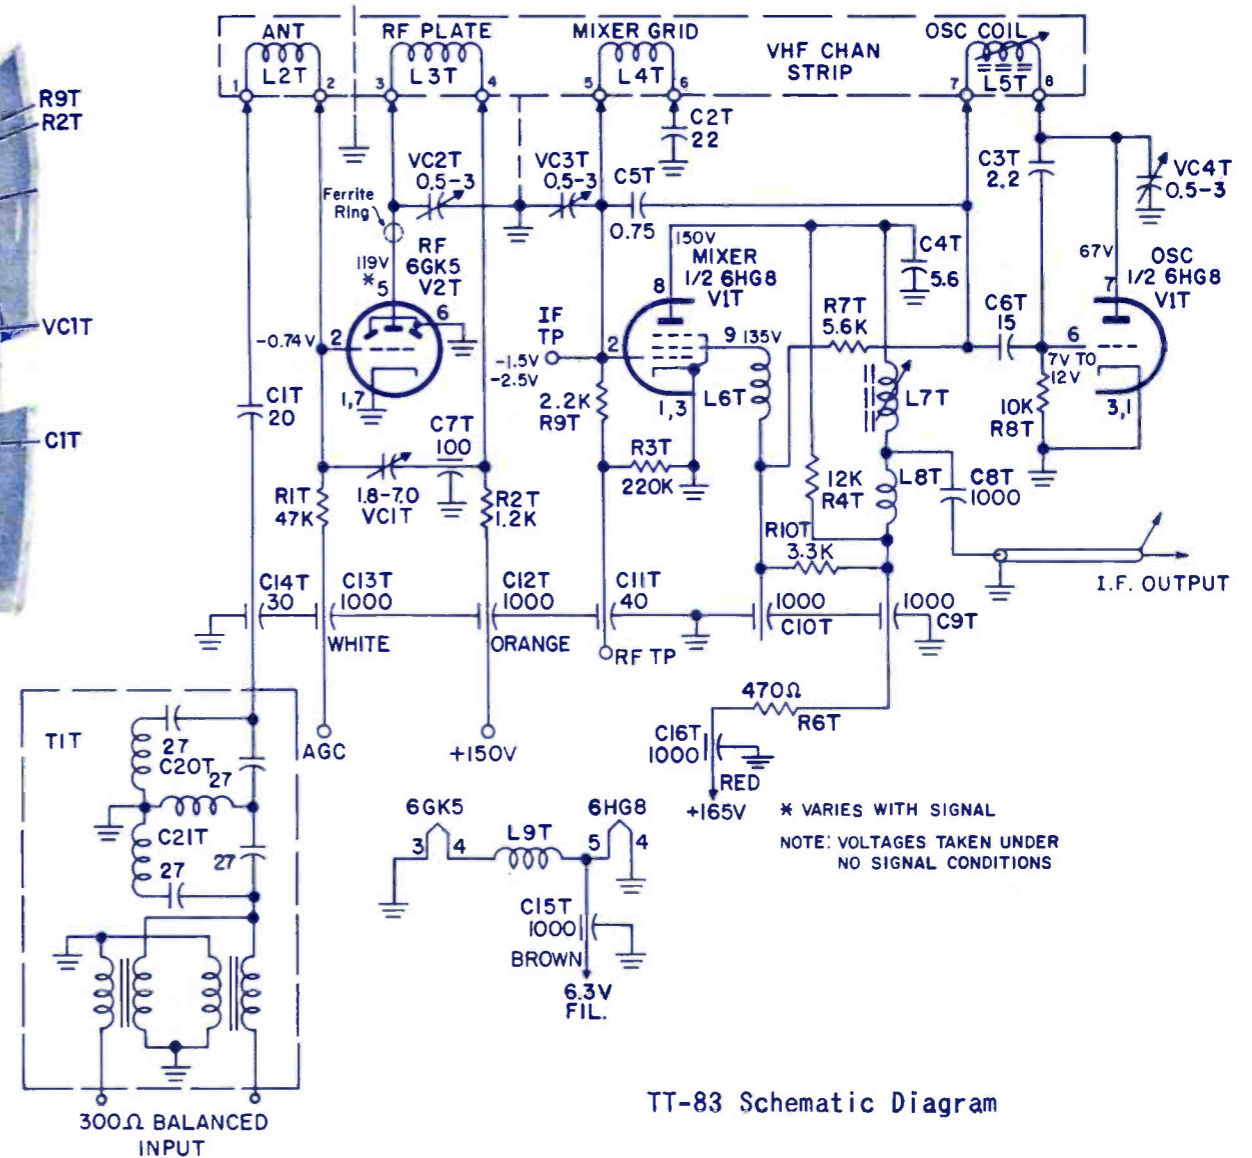 ANT
RF PLATE
MIXER GRID
VHF CHAN
STRIP
OSC COIL
L2T
L3T
L4T
L5T
1
2
3
4
5
6
7
8
R9T
R2T
VC1T
C1T
C2T
22
VC2T
0.5-3
VC3T
0.5-3
C5T
0.75
C3T
2.2
VC4T
0.5-3
Ferrite
Ring
119V
*
5
RF
6GK5
V2T
6
-0.74V
2
1,7
150V
MIXER
1/2 6HG8
V1T
8
C4T
5.6
67V
OSC
1/2 6HG8
V1T
7
IF
TP
2
-1.5V
-2.5V
9
135V
1,3
L6T
R7T
5.6K
C6T
15
6
7V TO
12V
3,1
10K
R8T
L7T
C1T
20
2.2K
R9T
C7T
100
R3T
220K
12K
R4T
L8T
C8T
1000
R1T
47K
1.8-7.0
VC1T
R2T
1.2K
R10T
3.3K
I.F. OUTPUT
C14T
30
C13T
1000
C12T
1000
C11T
40
1000
C10T
1000
C9T
WHITE
ORANGE
RF TP
T1T
27
C20T
27
C21T
27
27
AGC
+150V
470Ω
R6T
C16T
1000
RED
+165V
* VARIES WITH SIGNAL
NOTE: VOLTAGES TAKEN UNDER
NO SIGNAL CONDITIONS
6GK5
3
4
L9T
6HG8
5
4
C15T
1000
BROWN
6.3V
FIL.
300Ω BALANCED
INPUT
TT-83 Schematic Diagram